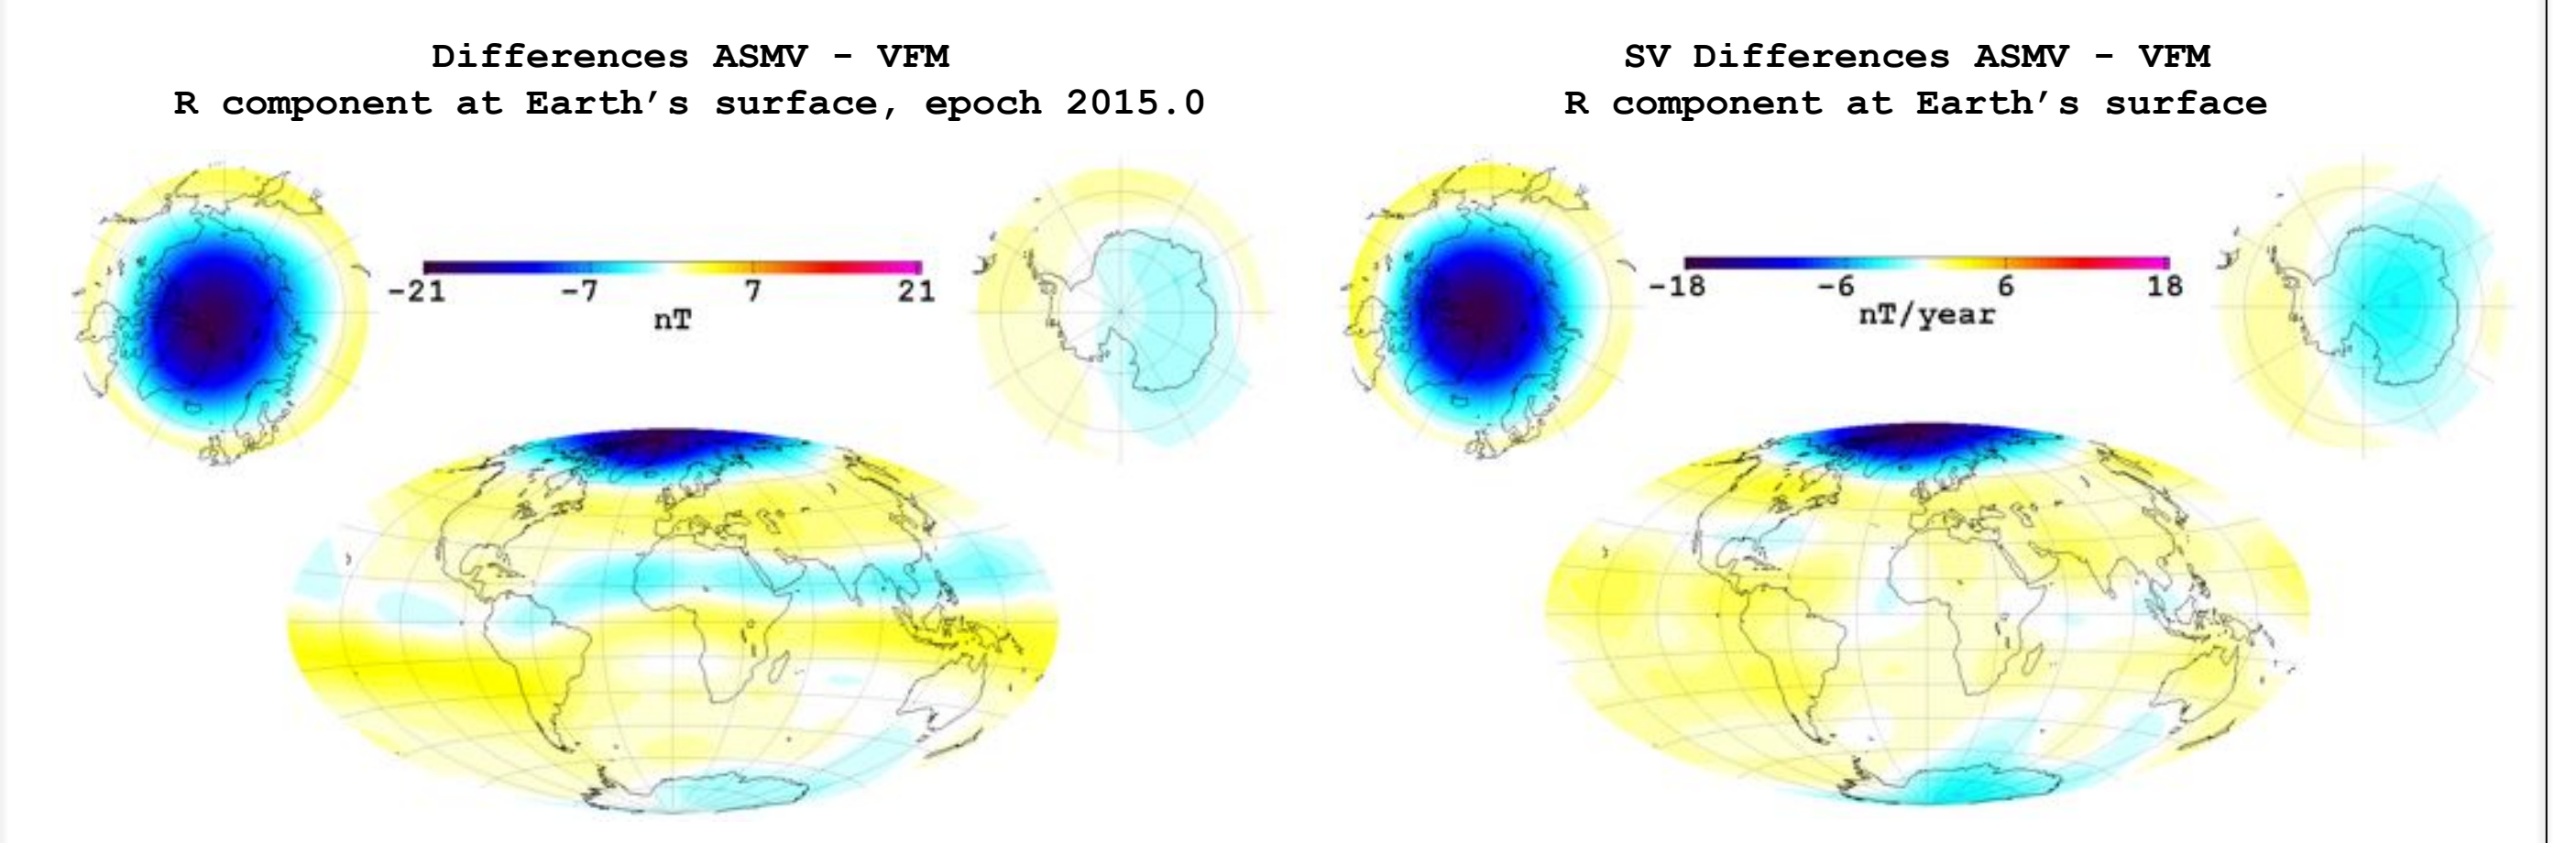 Differences ASMV - VFM
R component at Earth's surface, epoch 2015.0
-21 -7 7 21
nT
SV Differences ASMV - VFM
R component at Earth's surface
-18 -6 6 18
nT/year